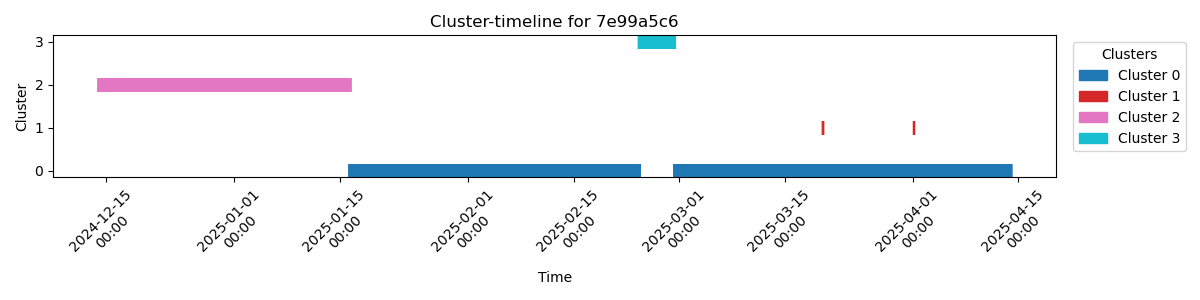 Cluster-timeline for 7e99a5c6
Cluster
3
2
1
0
2024-12-15
00:00
2025-01-01
00:00
2025-01-15
00:00
2025-02-01
00:00
2025-02-15
00:00
2025-03-01
00:00
2025-03-15
00:00
2025-04-01
00:00
2025-04-15
00:00
Time
Clusters
Cluster 0
Cluster 1
Cluster 2
Cluster 3